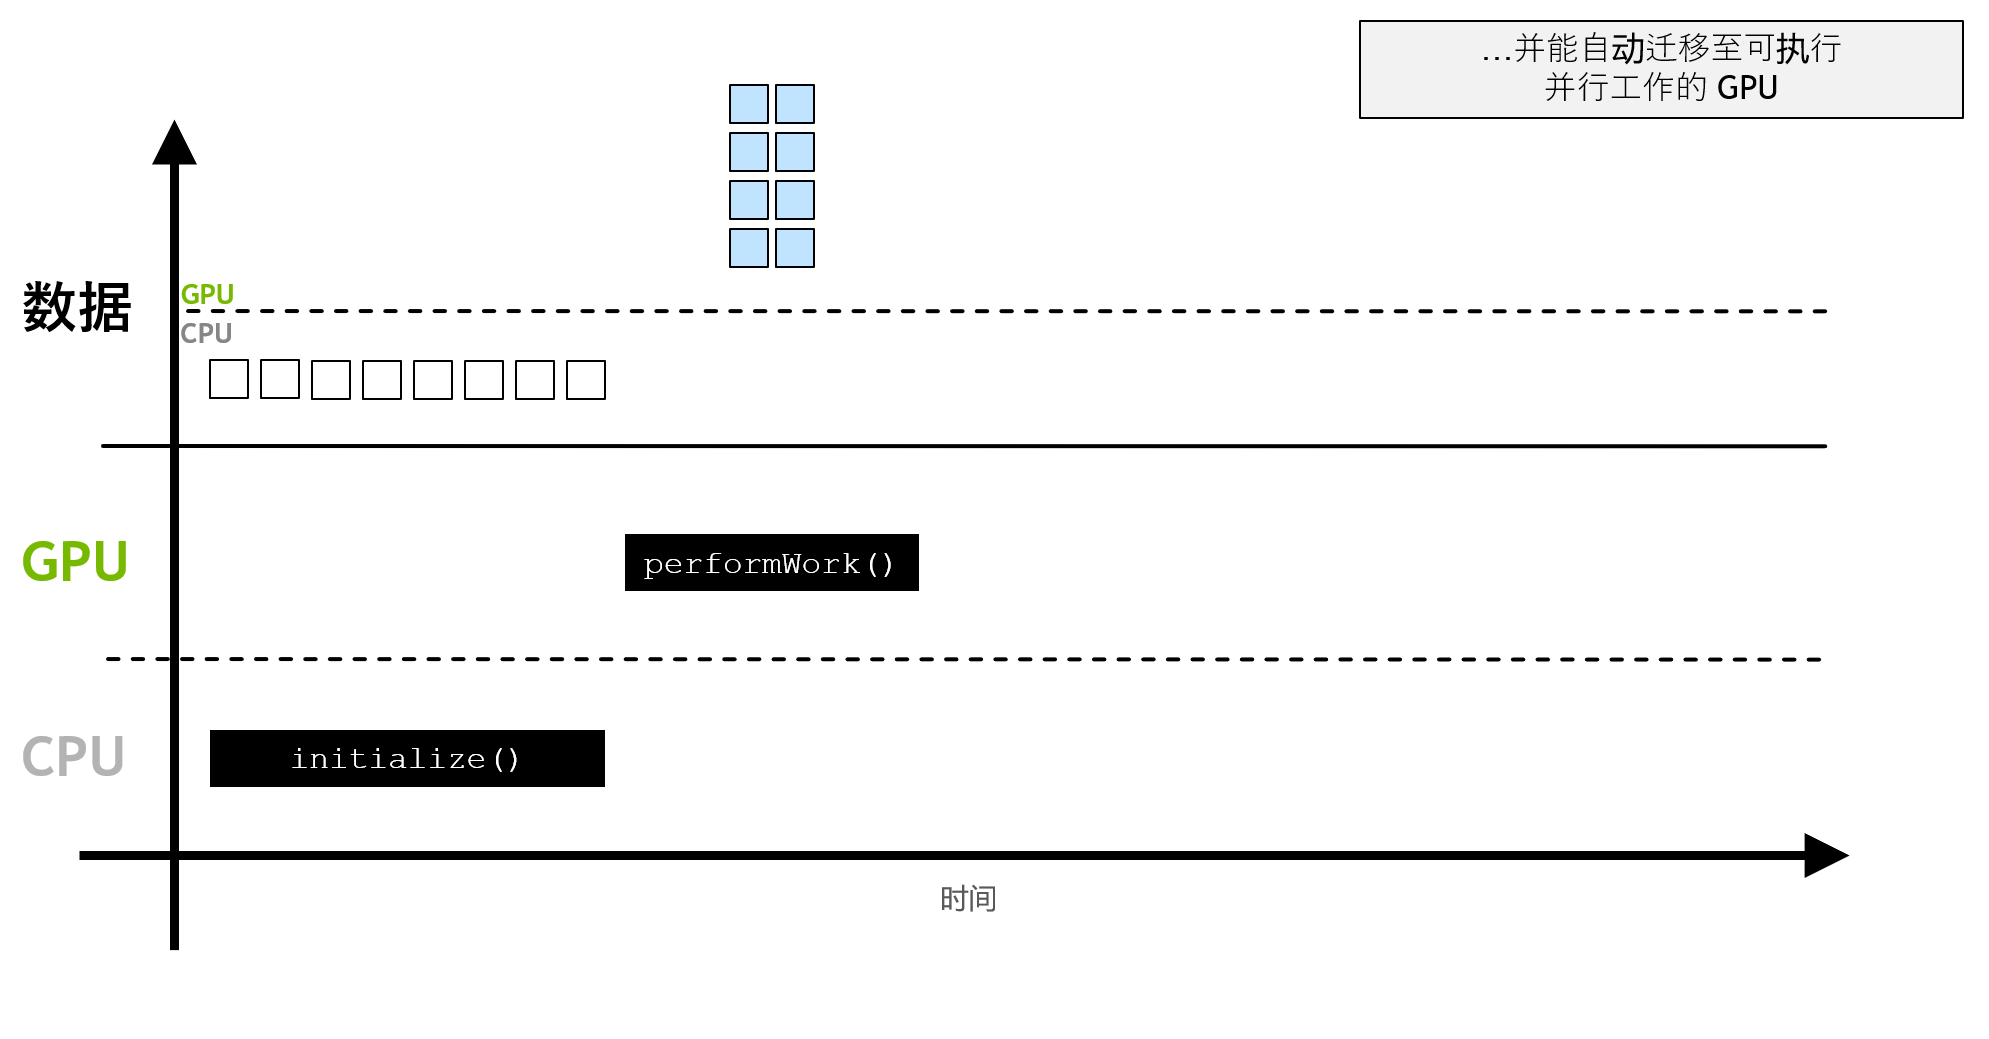 …并能自动迁移至可执行
并行工作的 GPU
数据
GPU
CPU
GPU
performWork()
CPU
initialize()
时间